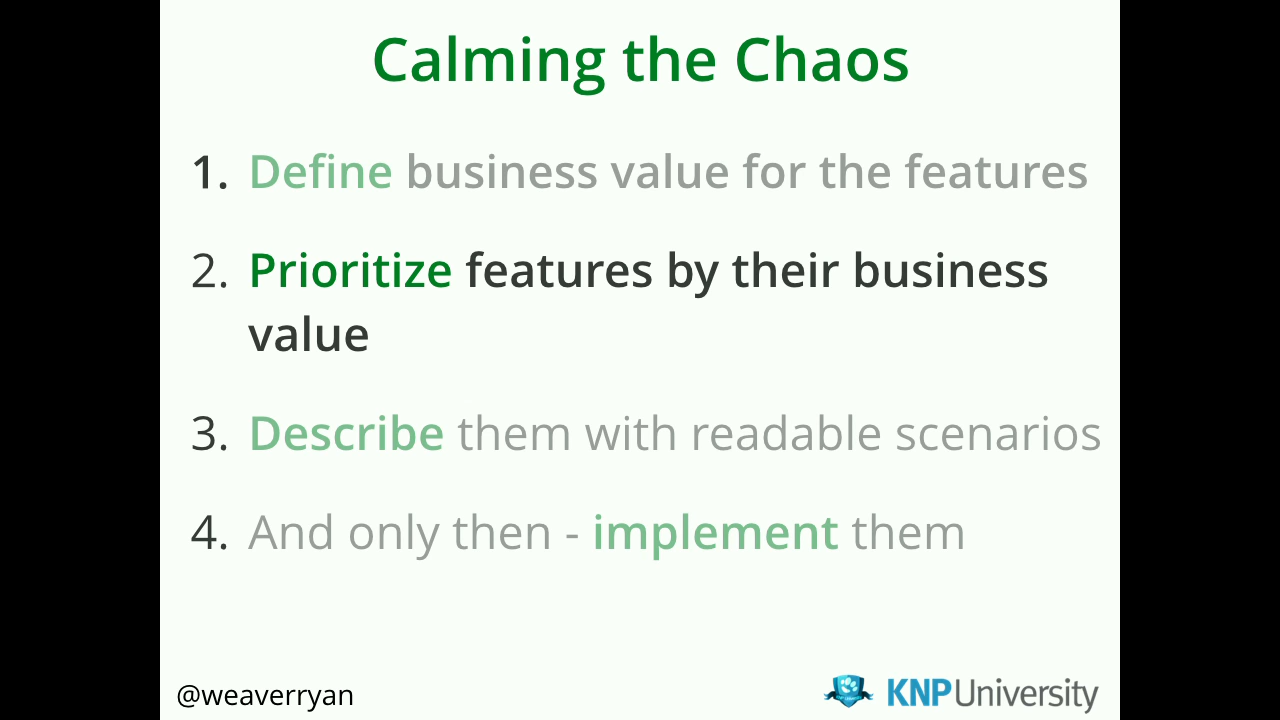 Calming the Chaos
1. Define business value for the features
2. Prioritize features by their business
value
3. Describe them with readable scenarios
4. And only then - implement them
@weaverryan
KNPUniversity